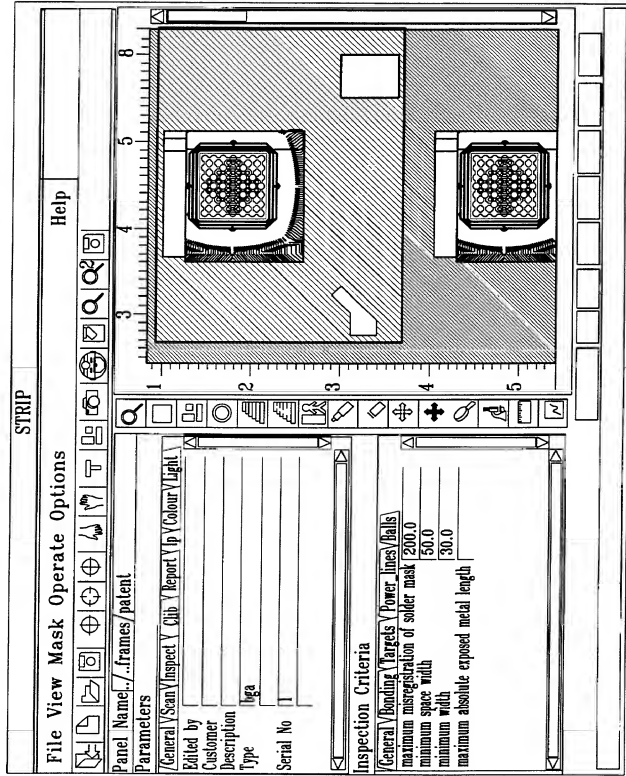 STRIP
File View Mask Operate Options Help
T
2
Panel Name ../..frames/patent
Parameters
General Scan Inspect Clib Report Ip Colour Light
Edited by
Customer
Description
Type bga
Serial No 1
Inspection Criteria
General Bonding Targets Power_lines Balls
maximum misregistration of solder mask 200.0
minimum space width 50.0
minimum width 30.0
maximum absolute exposed metal length
3 4 5 8
1
2
3
4
5